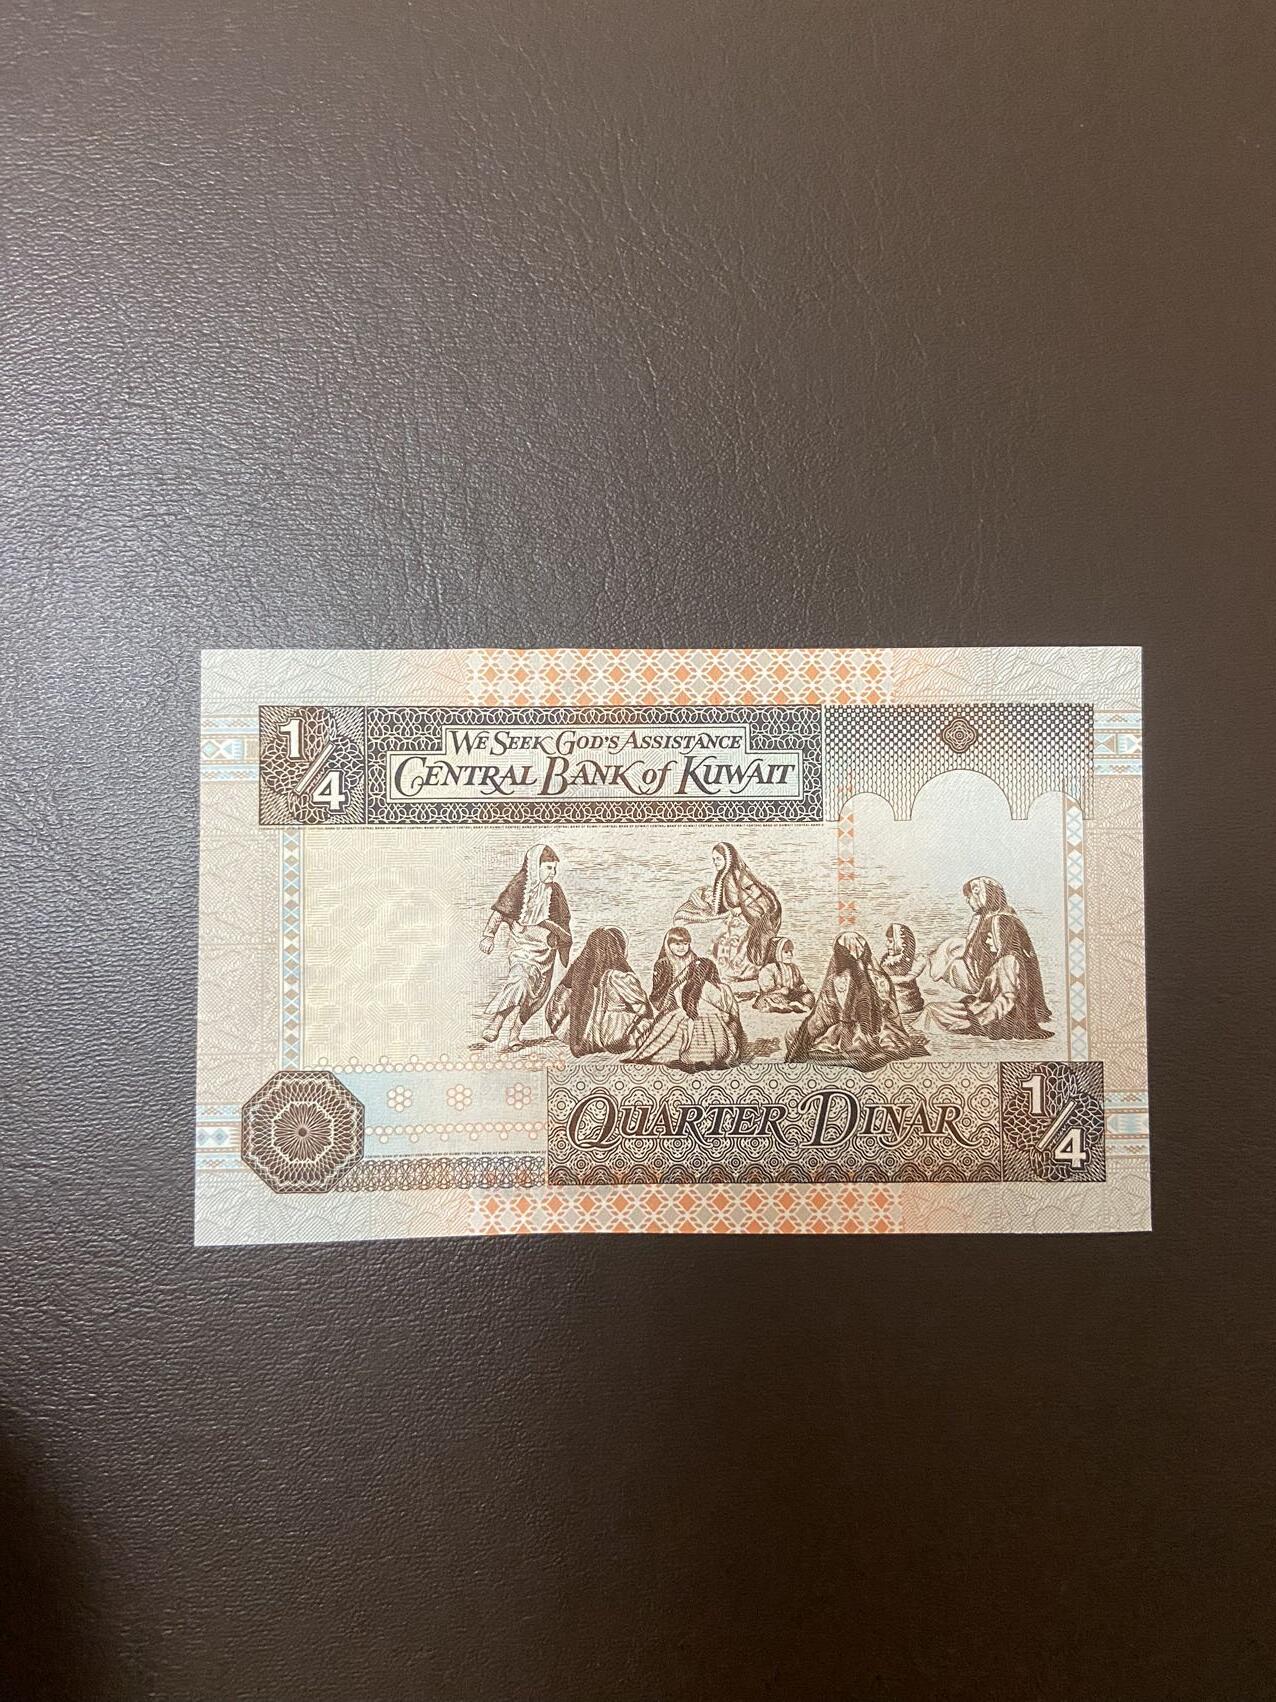 1/4
WE SEEK GOD'S ASSISTANCE
CENTRAL BANK of KUWAIT
QUARTER DINAR
1/4